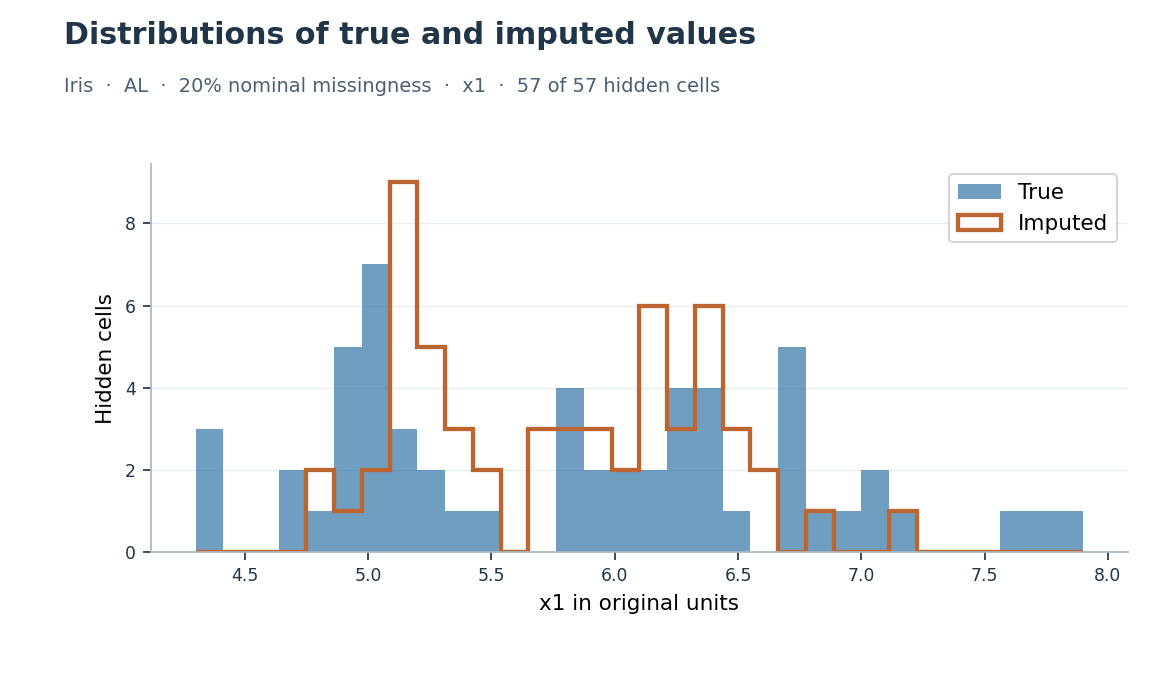 Distributions of true and imputed values
Iris · AL · 20% nominal missingness · x1 · 57 of 57 hidden cells
True
Imputed
Hidden cells
8
6
4
2
0
4.5 5.0 5.5 6.0 6.5 7.0 7.5 8.0
x1 in original units